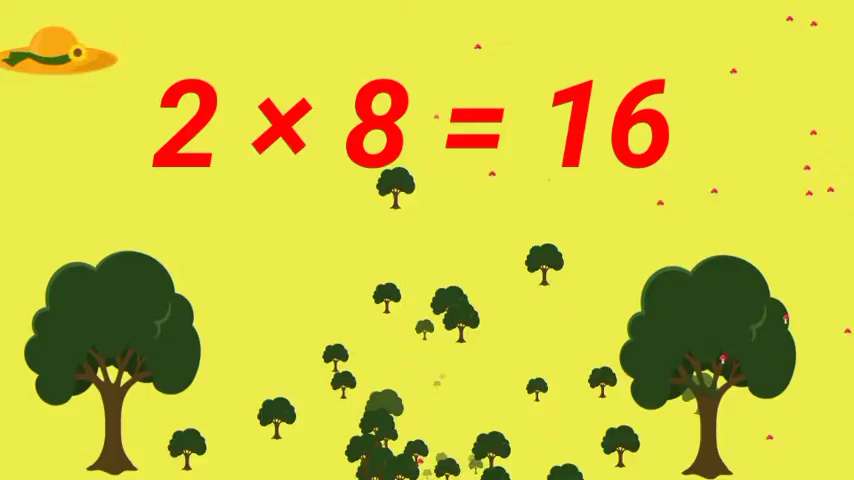 2 × 8 = 16